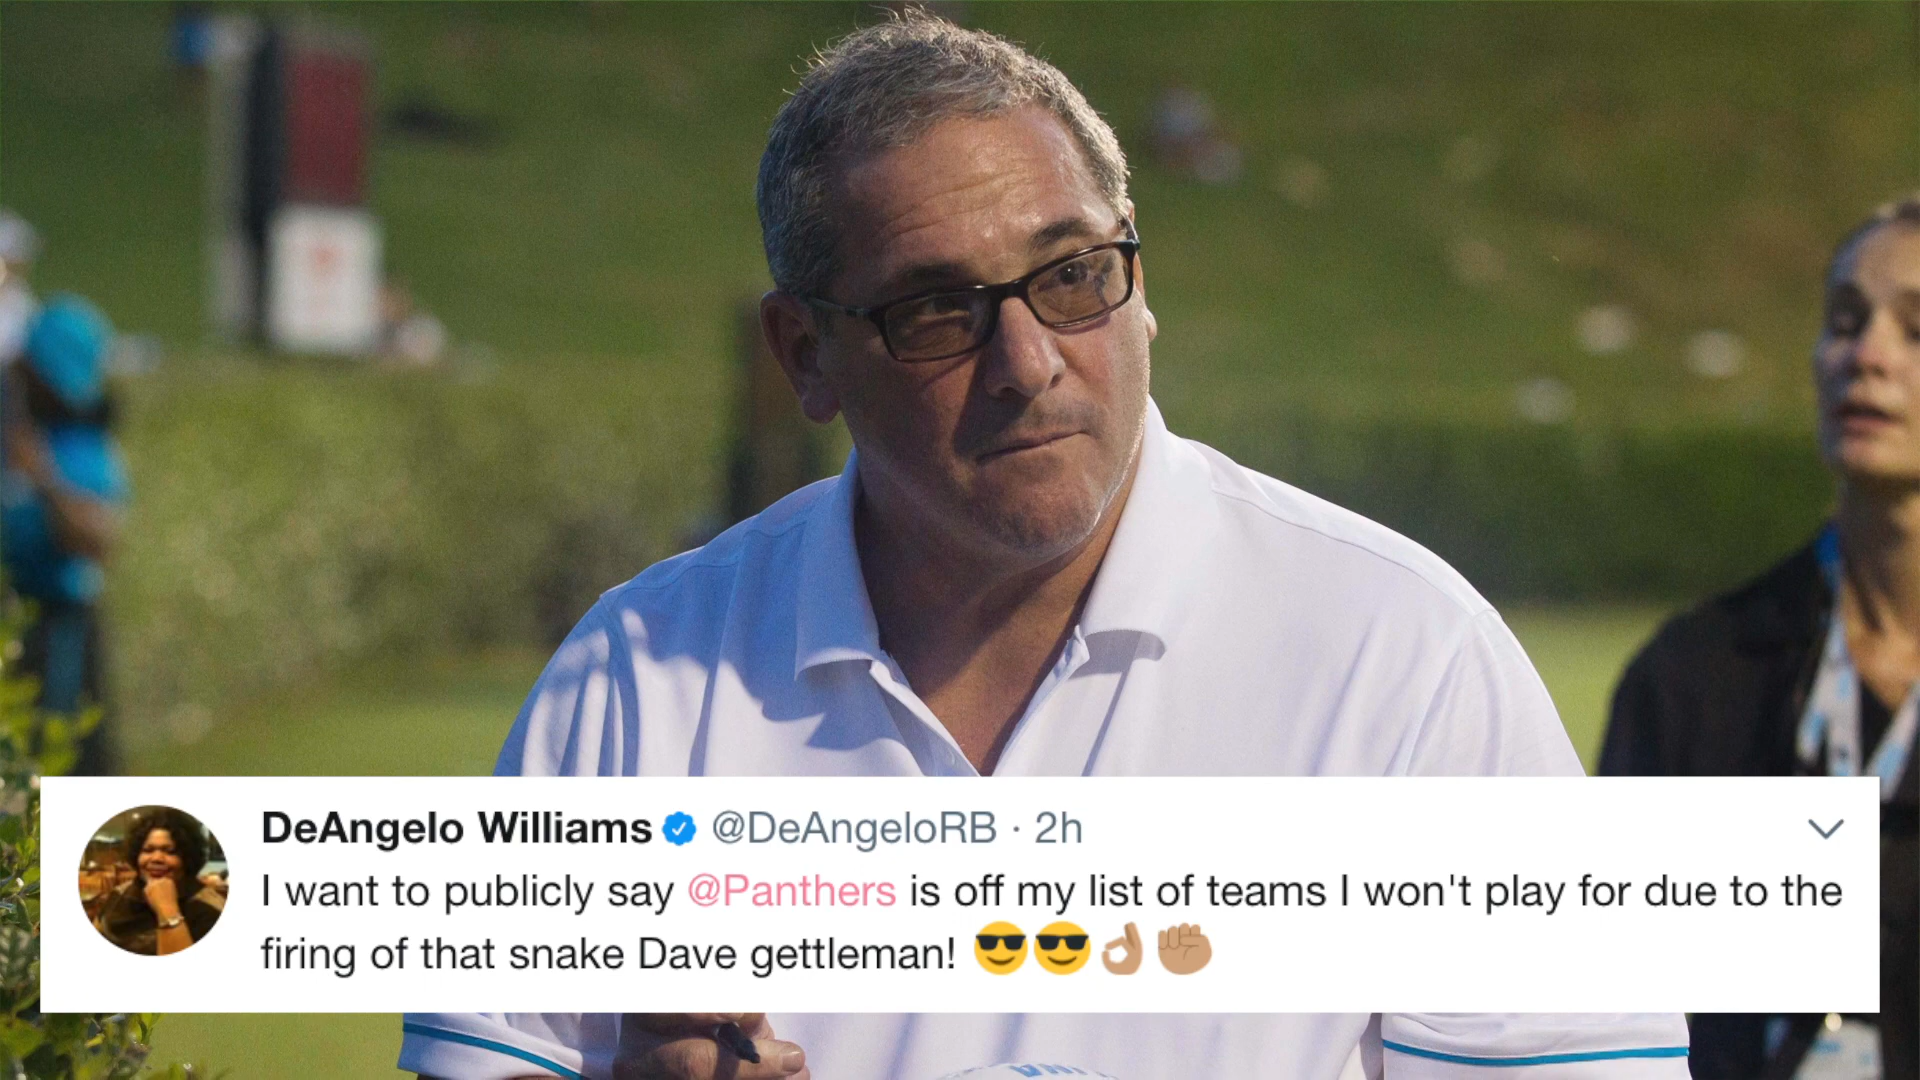 DeAngelo Williams @DeAngeloRB · 2h
I want to publicly say @Panthers is off my list of teams I won't play for due to the
firing of that snake Dave gettleman! 😎😎👌🏽✊🏽